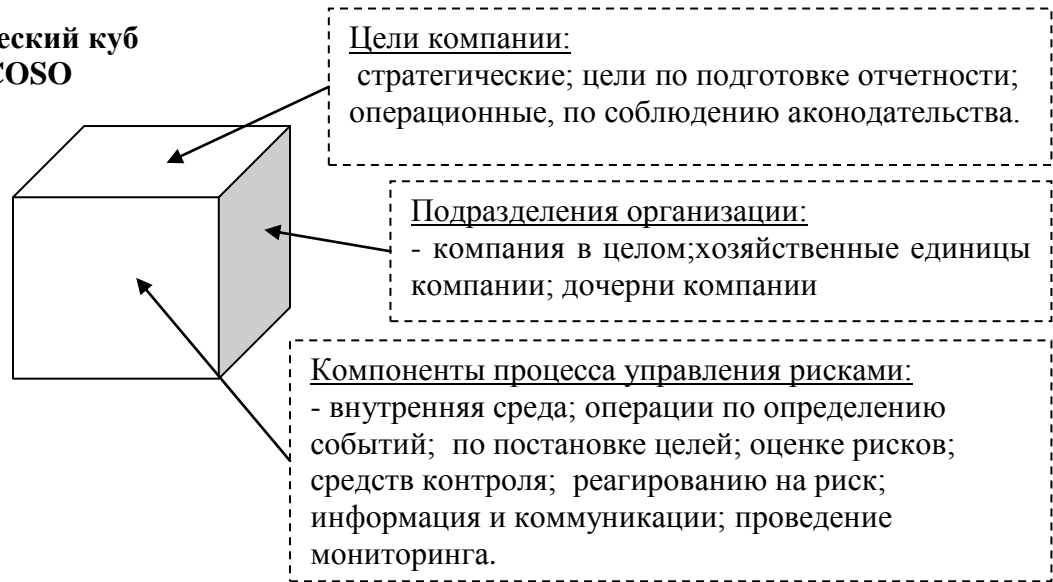 еский куб
COSO
Цели компании:
стратегические; цели по подготовке отчетности;
операционные, по соблюдению аконодательства.
Подразделения организации:
- компания в целом;хозяйственные единицы
компании; дочерни компании
Компоненты процесса управления рисками:
- внутренняя среда; операции по определению
событий; по постановке целей; оценке рисков;
средств контроля; реагированию на риск;
информация и коммуникации; проведение
мониторинга.